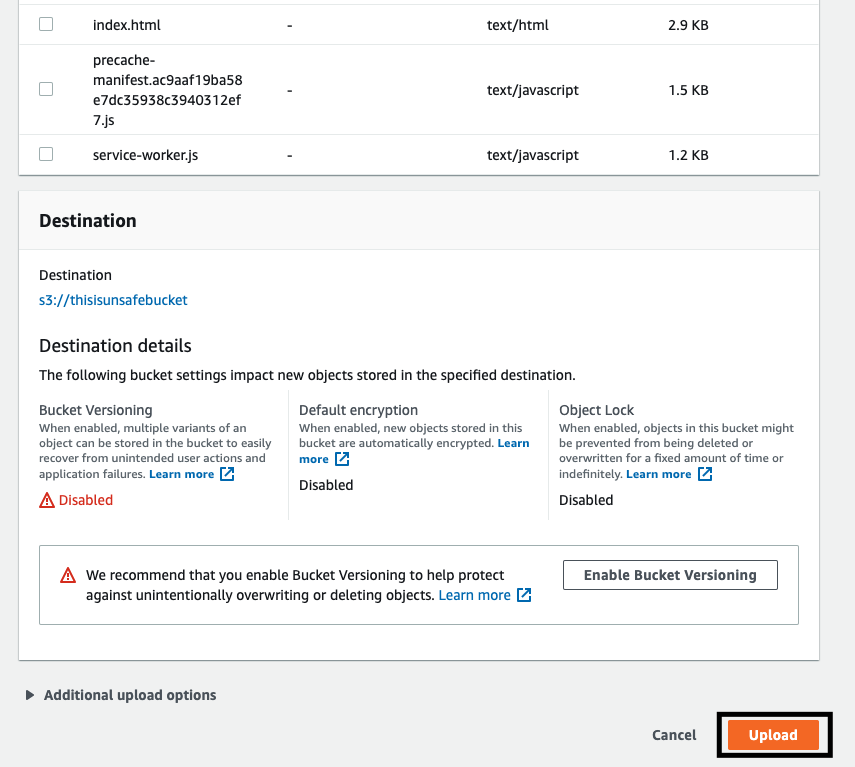 index.html - text/html 2.9 KB
precache-
manifest.ac9aaf19ba58
e7dc35938c3940312ef
7.js
- text/javascript 1.5 KB
service-worker.js - text/javascript 1.2 KB
Destination
Destination
s3://thisisunsafebucket
Destination details
The following bucket settings impact new objects stored in the specified destination.
Bucket Versioning
When enabled, multiple variants of an
object can be stored in the bucket to easily
recover from unintended user actions and
application failures. Learn more
Disabled
Default encryption
When enabled, new objects stored in this
bucket are automatically encrypted. Learn
more
Disabled
Object Lock
When enabled, objects in this bucket might
be prevented from being deleted or
overwritten for a fixed amount of time or
indefinitely. Learn more
Disabled
We recommend that you enable Bucket Versioning to help protect
against unintentionally overwriting or deleting objects. Learn more
Enable Bucket Versioning
Additional upload options
Cancel
Upload